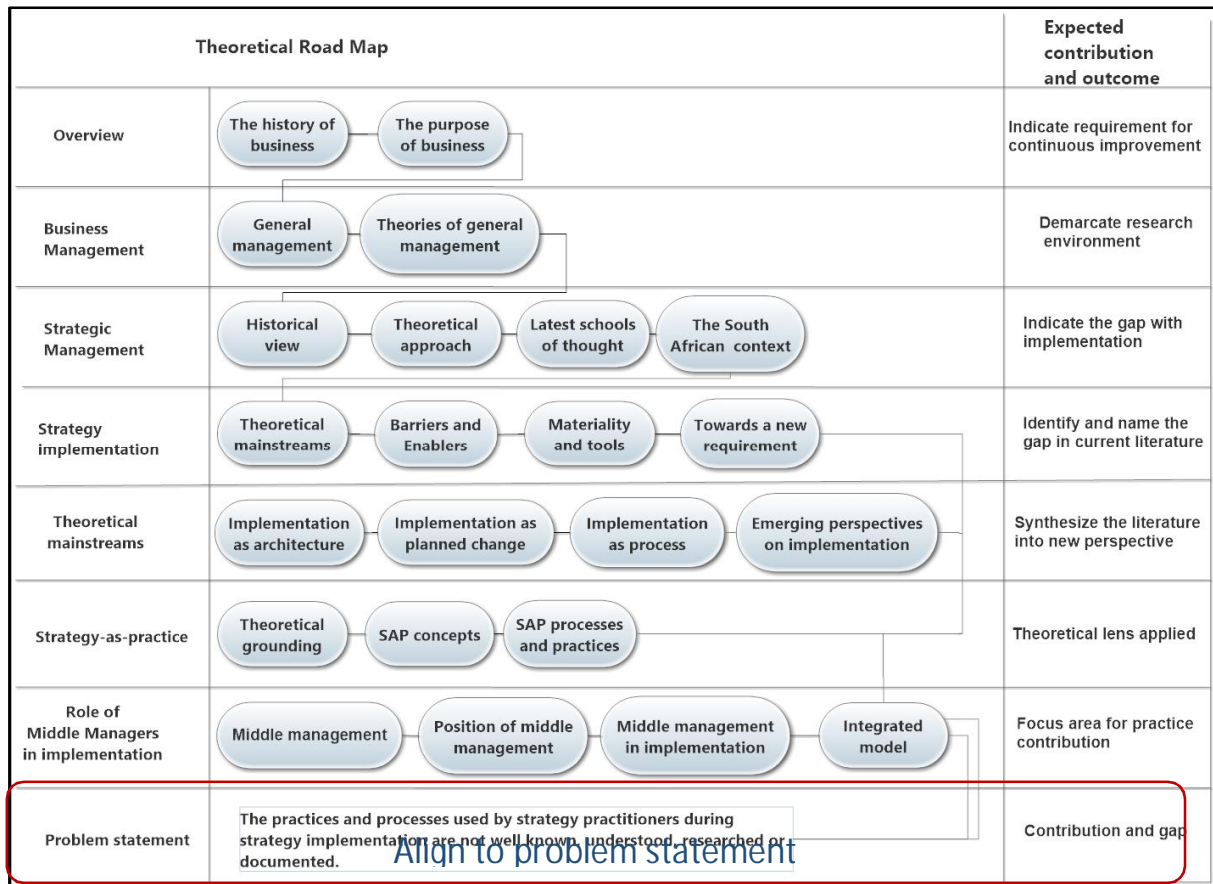 Theoretical Road Map
Expected
contribution
and outcome
Overview
The history of
business
The purpose
of business
Indicate requirement for
continuous improvement
Business
Management
General
management
Theories of general
management
Demarcate research
environment
Strategic
Management
Historical
view
Theoretical
approach
Latest schools
of thought
The South
African context
Indicate the gap with
implementation
Strategy
implementation
Theoretical
mainstreams
Barriers and
Enablers
Materiality
and tools
Towards a new
requirement
Identify and name the
gap in current literature
Theoretical
mainstreams
Implementation
as architecture
Implementation as
planned change
Implementation
as process
Emerging perspectives
on implementation
Synthesize the literature
into new perspective
Strategy-as-practice
Theoretical
grounding
SAP concepts
SAP processes
and practices
Theoretical lens applied
Role of
Middle Managers
in implementation
Middle management
Position of middle
management
Middle management
in implementation
Integrated
model
Focus area for practice
contribution
Problem statement
The practices and processes used by strategy practitioners during
strategy implementation are not well known, understood, researched or
documented.
Align to problem statement
Contribution and gap